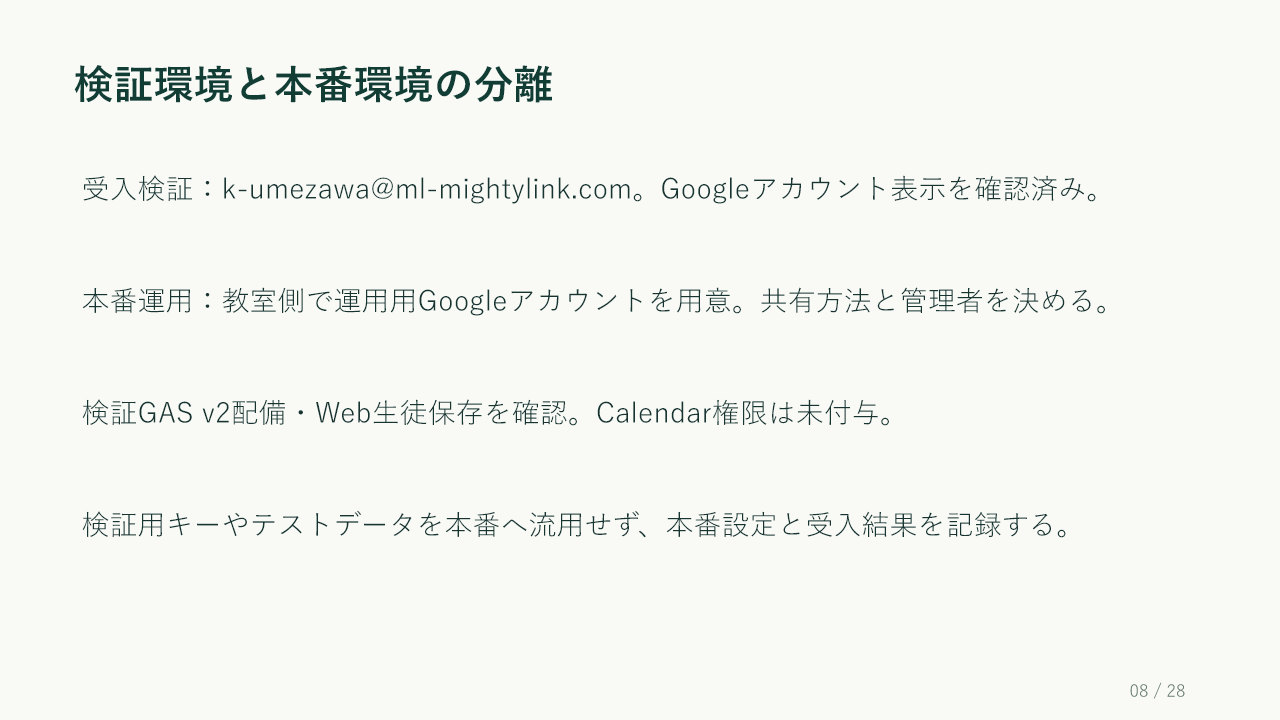 検証環境と本番環境の分離
受入検証：k-umezawa@ml-mightylink.com。Googleアカウント表示を確認済み。
本番運用：教室側で運用用Googleアカウントを用意。共有方法と管理者を決める。
検証GAS v2配備・Web生徒保存を確認。Calendar権限は未付与。
検証用キーやテストデータを本番へ流用せず、本番設定と受入結果を記録する。
08 / 28